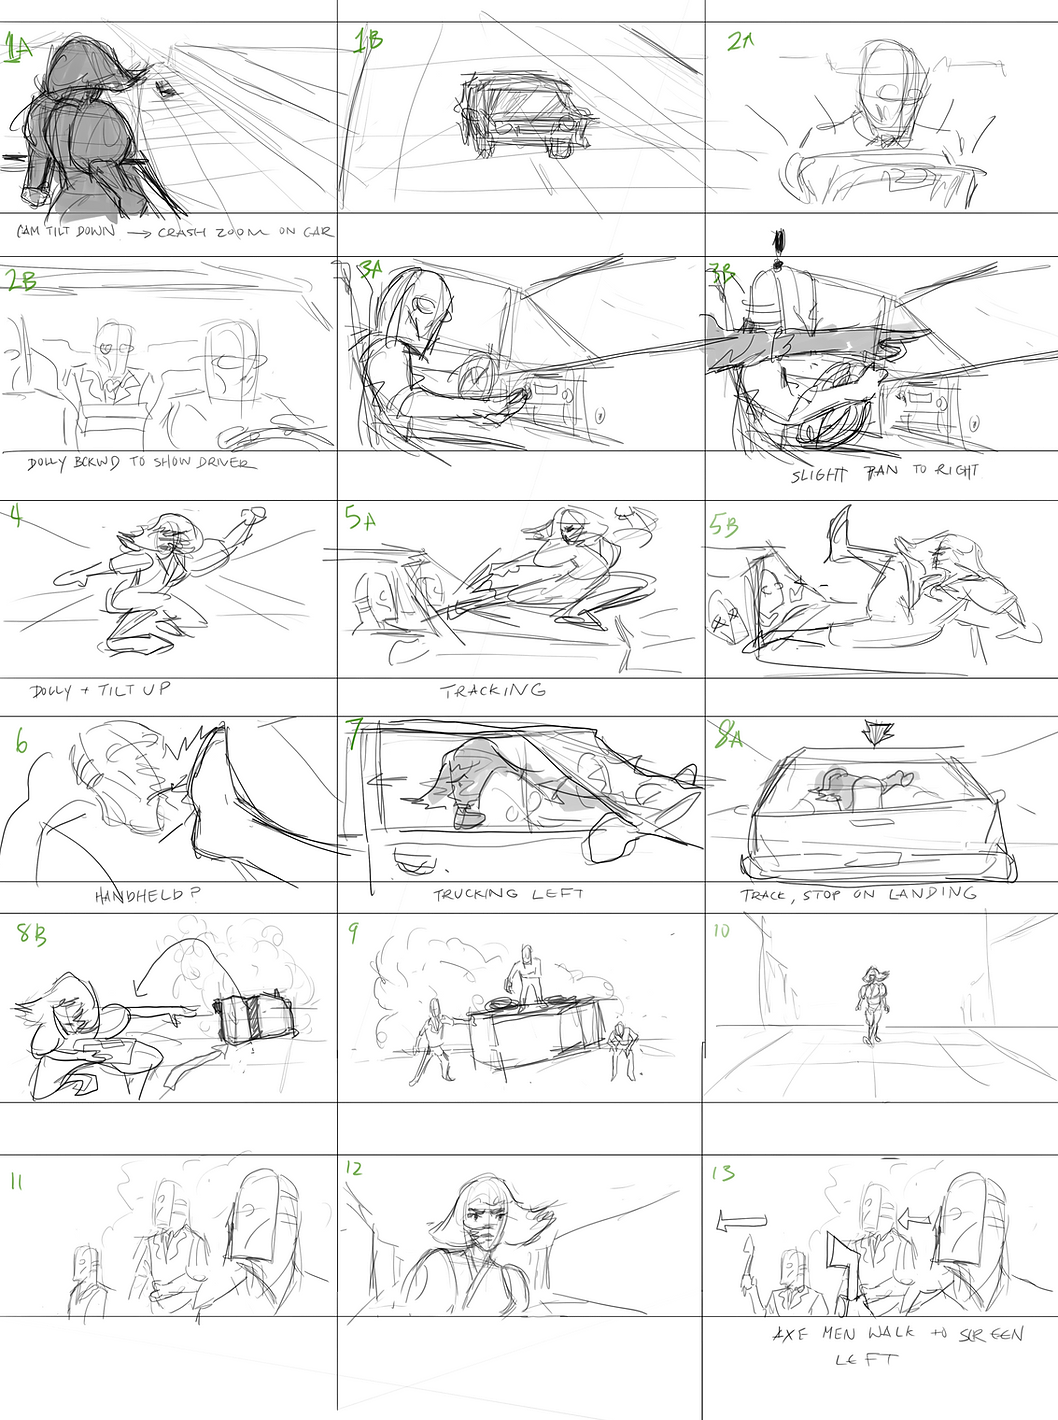 1A
1B
2A
CAM TILT DOWN → CRASH ZOOM ON CAR
2B
3A
3B
DOLLY BCKWD TO SHOW DRIVER
SLIGHT PAN TO RIGHT
4
5A
5B
DOLLY + TILT UP
TRACKING
6
7
8A
HANDHELD?
TRUCKING LEFT
TRACK, STOP ON LANDING
8B
9
10
11
12
13
AXE MEN WALK TO SCREEN
LEFT